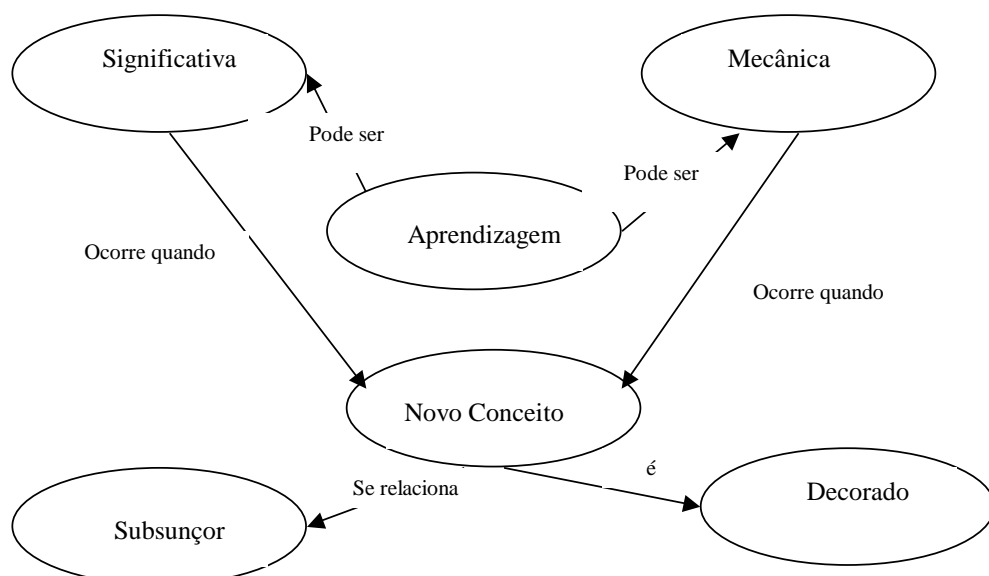 Significativa
Mecânica
Pode ser
Pode ser
Aprendizagem
Ocorre quando
Ocorre quando
Novo Conceito
Se relaciona
é
Decorado
Subsunçor